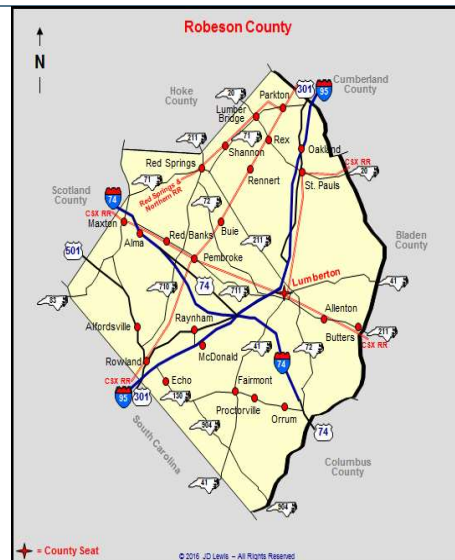 Robeson County
N
301
95
Cumberland
County
Hoke
County
20
Parkton
Lumber
Bridge
211
71
Rex
Oakland
Shannon
Red Springs
CSX RR
20
St. Pauls
Rennert
Scotland
County
71
Red Springs &
Northern RR
74
CSX RR
72
Maxton
Bladen
County
Buie
211
Alma
Red Banks
501
Pembroke
Lumberton
41
74
710
711
83
Raynham
Allenton
Alfordsville
211
Butters
CSX RR
McDonald
41
72
Rowland
74
CSX RR
Echo
Fairmont
95
301
130
Proctorville
Orrum
74
South Carolina
904
Columbus
County
41
904
= County Seat
© 2016 JD Lewis – All Rights Reserved